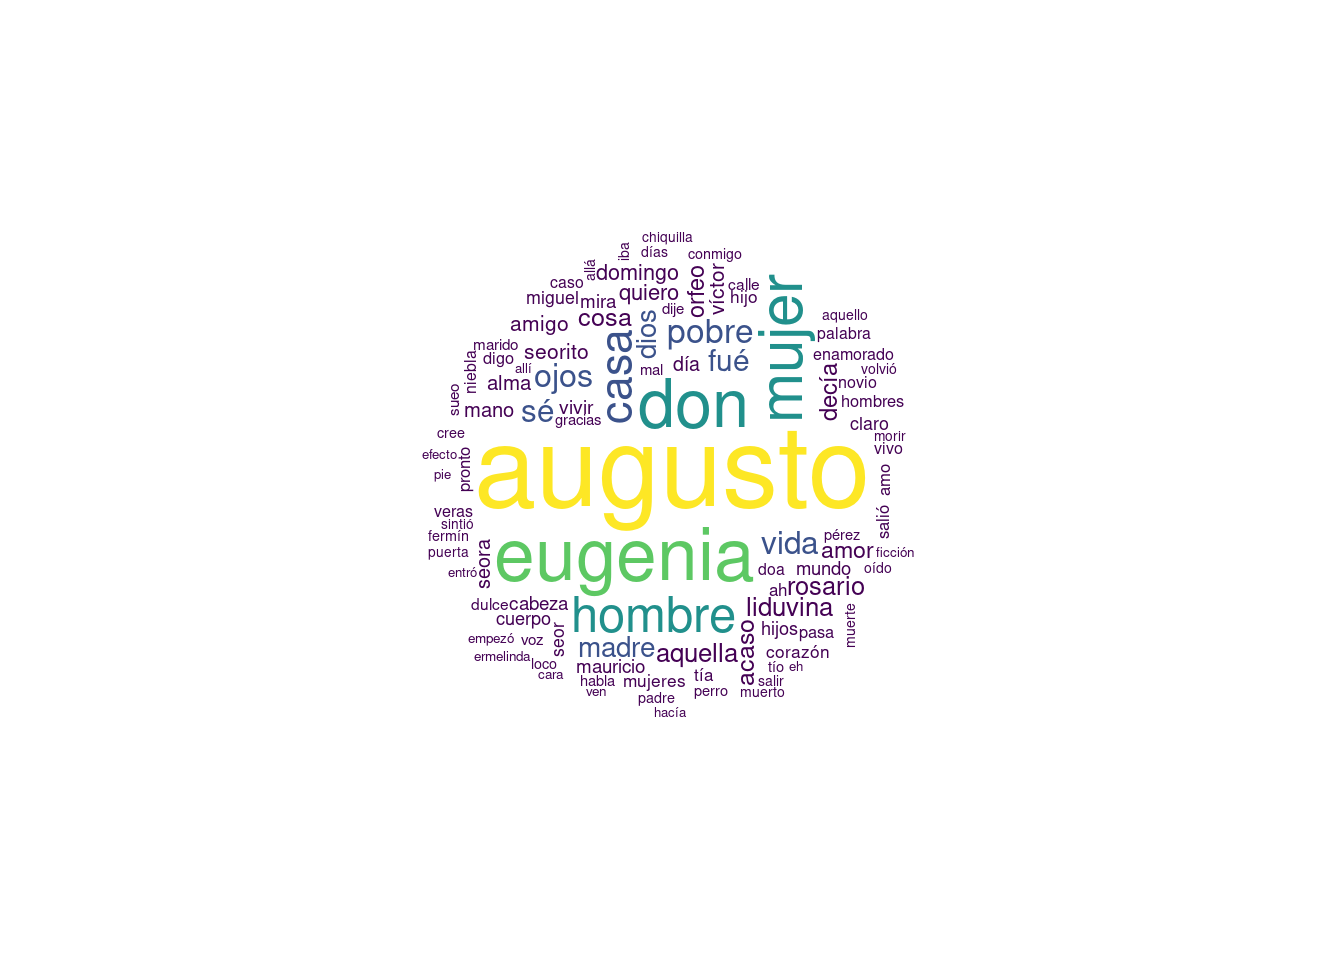 chiquilla
iba
días
conmigo
allá
domingo
orfeo
víctor
caso
quiero
calle
miguel
mira
hijo
dije
amigo
cosa
dios
pobre
mujer
aquello
palabra
marido
seorito
casa
día
fué
enamorado
niebla
digo
allí
ojos
mal
volvió
sueo
alma
don
decía
novio
mano
sé
vivir
gracias
hombres
claro
cree
morir
vivo
efecto
pie
pronto
augusto
amo
veras
salió
sintió
fermín
puerta
seora
eugenia
vida
pérez
amor
ficción
entró
doa
mundo
oído
ah
rosario
dulce
cabeza
hombre
liduvina
cuerpo
muerte
empezó
voz
seor
madre
aquella
acaso
hijos
pasa
ermelinda
loco
mauricio
corazón
cara
habla
mujeres
tía
tío
eh
ven
perro
salir
padre
muerto
hacía